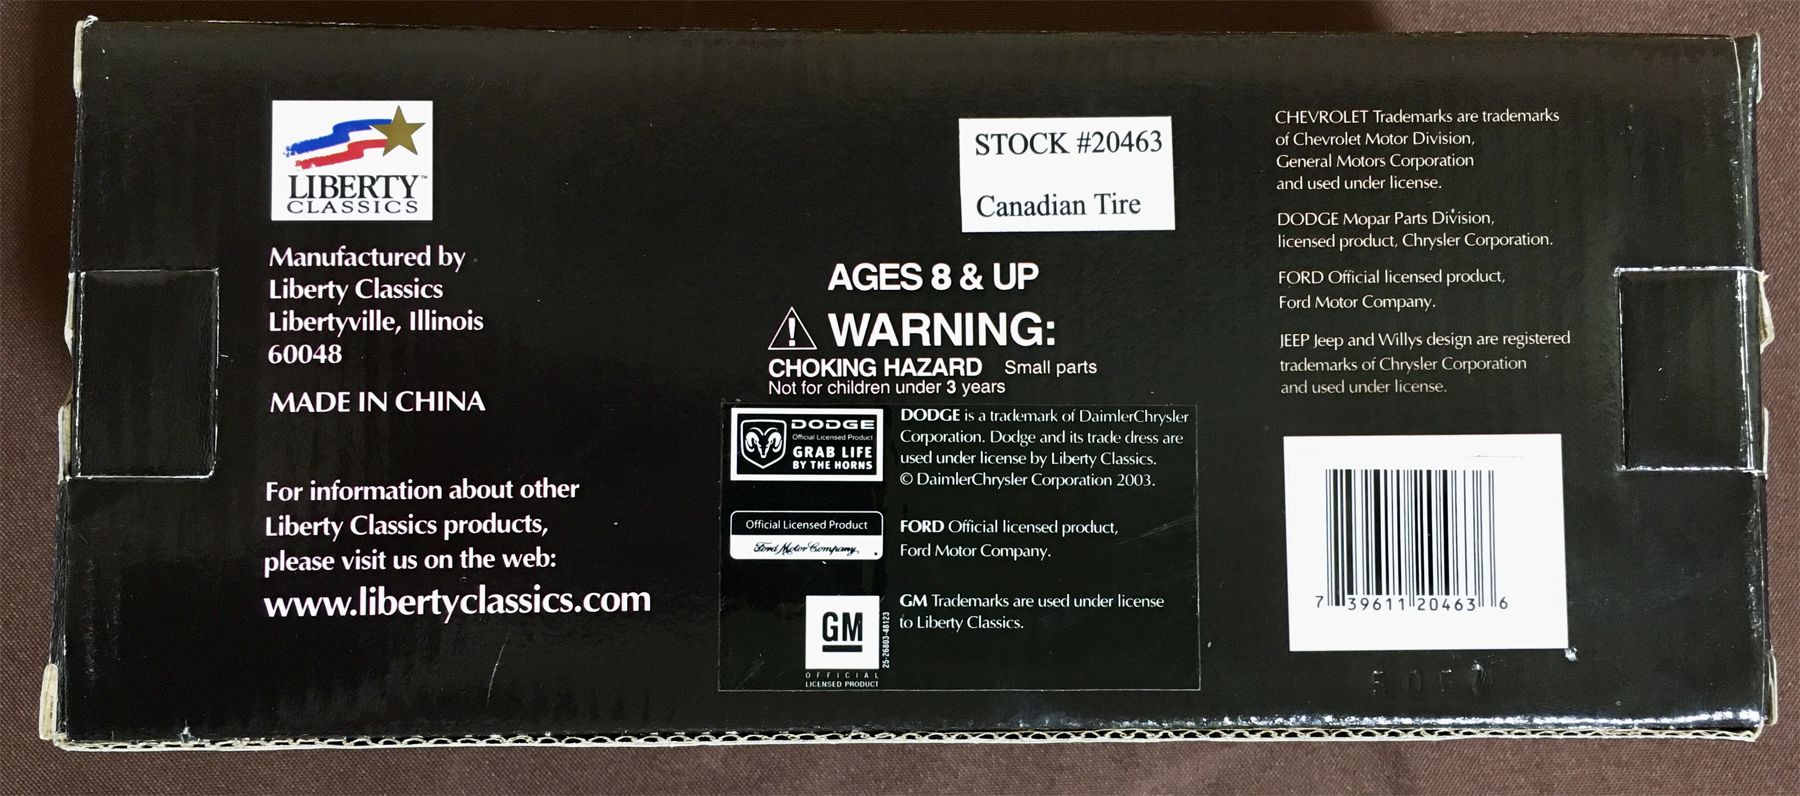 LIBERTY™
CLASSICS
Manufactured by
Liberty Classics
Libertyville, Illinois
60048
MADE IN CHINA
For information about other
Liberty Classics products,
please visit us on the web:
www.libertyclassics.com
STOCK #20463
Canadian Tire
AGES 8 & UP
WARNING:
CHOKING HAZARD Small parts
Not for children under 3 years
DODGE
Official Licensed Product
GRAB LIFE
BY THE HORNS
DODGE is a trademark of DaimlerChrysler
Corporation. Dodge and its trade dress are
used under license by Liberty Classics.
© DaimlerChrysler Corporation 2003.
Official Licensed Product
Ford Motor Company
FORD Official licensed product,
Ford Motor Company.
GM
OFFICIAL
LICENSED PRODUCT
25-26803-48123
GM Trademarks are used under license
to Liberty Classics.
CHEVROLET Trademarks are trademarks
of Chevrolet Motor Division,
General Motors Corporation
and used under license.
DODGE Mopar Parts Division,
licensed product, Chrysler Corporation.
FORD Official licensed product,
Ford Motor Company.
JEEP Jeep and Willys design are registered
trademarks of Chrysler Corporation
and used under license.
7 39611 20463 6